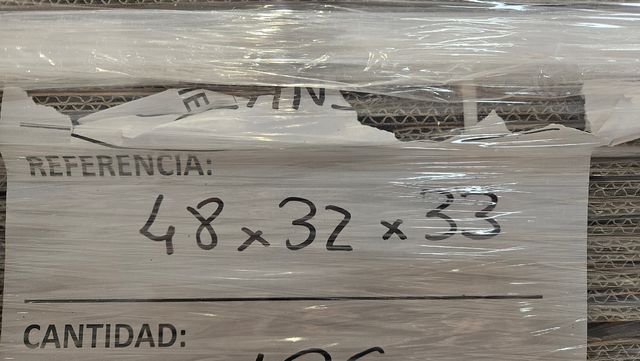 REFERENCIA:
48 x 32 x 33
CANTIDAD: